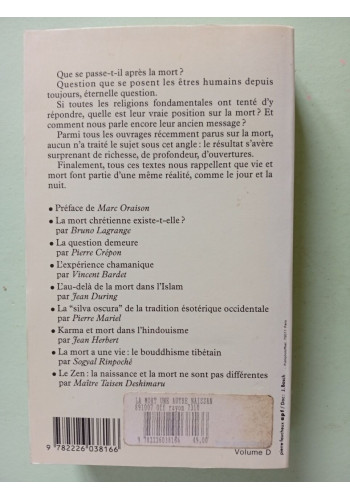 Que se passe-t-il après la mort ?
Question que se posent les êtres humains depuis
toujours, éternelle question.
Si toutes les religions fondamentales ont tenté d'y
répondre, quelle est leur vraie position sur la mort ? Et
comment nous parle encore leur ancien message ?
Parmi tous les ouvrages récemment parus sur la mort,
aucun n'a traité le sujet sous cet angle : le résultat s'avère
surprenant de richesse, de profondeur, d'ouvertures.
Finalement, tous ces textes nous rappellent que vie et
mort font partie d'une même réalité, comme le jour et la
nuit.
• Préface de Marc Oraison
• La mort chrétienne existe-t-elle ?
par Bruno Lagrange
• La question demeure
par Pierre Crépon
• L'expérience chamanique
par Vincent Bardet
• L'au-delà de la mort dans l'Islam
par Jean During
• La "silva oscura" de la tradition ésotérique occidentale
par Pierre Mariel
• Karma et mort dans l'hindouisme
par Jean Herbert
• La mort a une vie : le bouddhisme tibétain
par Sogyal Rinpoché
• Le Zen : la naissance et la mort ne sont pas différentes
par Maître Taisen Deshimaru
LA MORT UNE AUTRE NAISSAN
9 782226 038166
Volume D